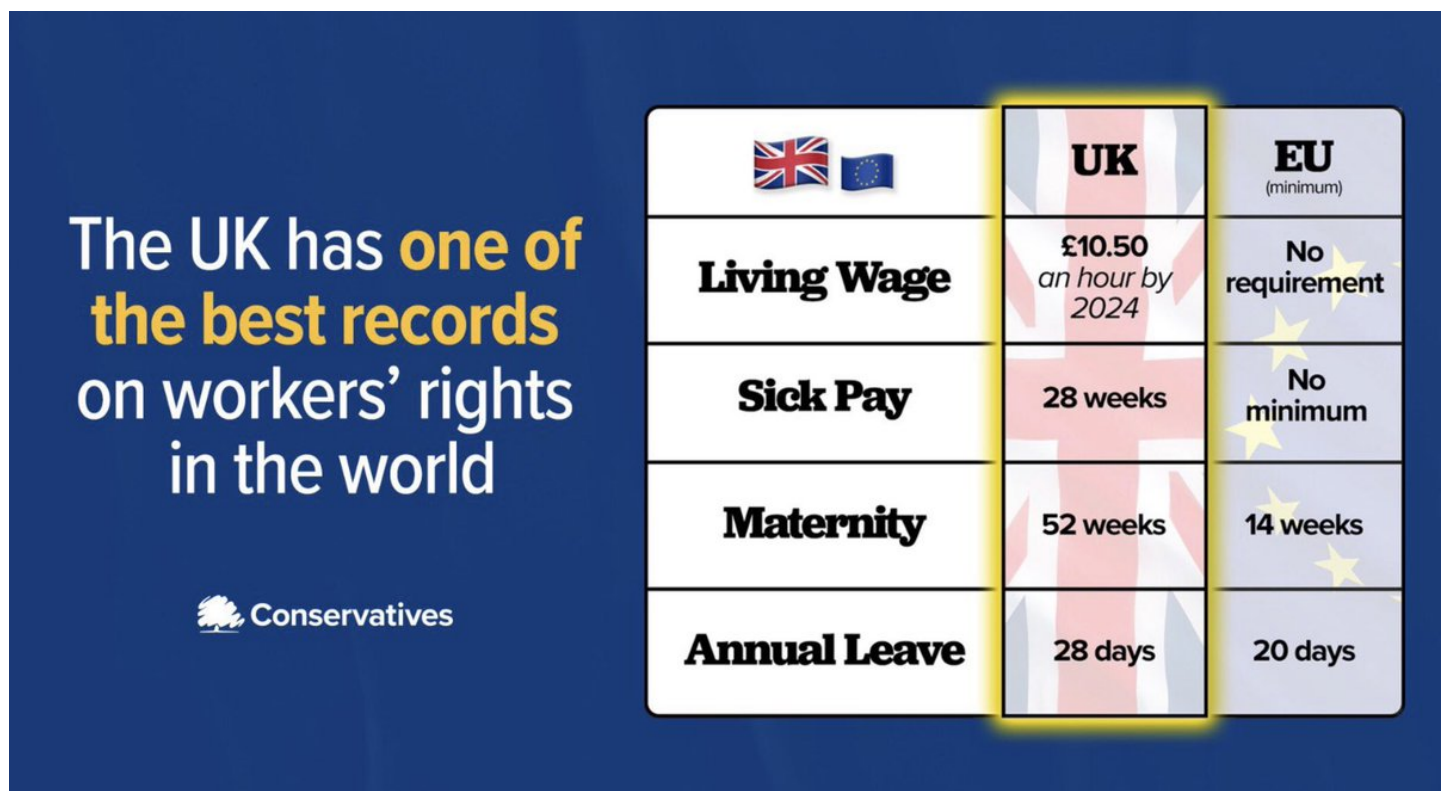 The UK has one of
the best records
on workers’ rights
in the world
Conservatives
UK
EU
(minimum)
Living Wage
£10.50
an hour by
2024
No
requirement
Sick Pay
28 weeks
No
minimum
Maternity
52 weeks
14 weeks
Annual Leave
28 days
20 days